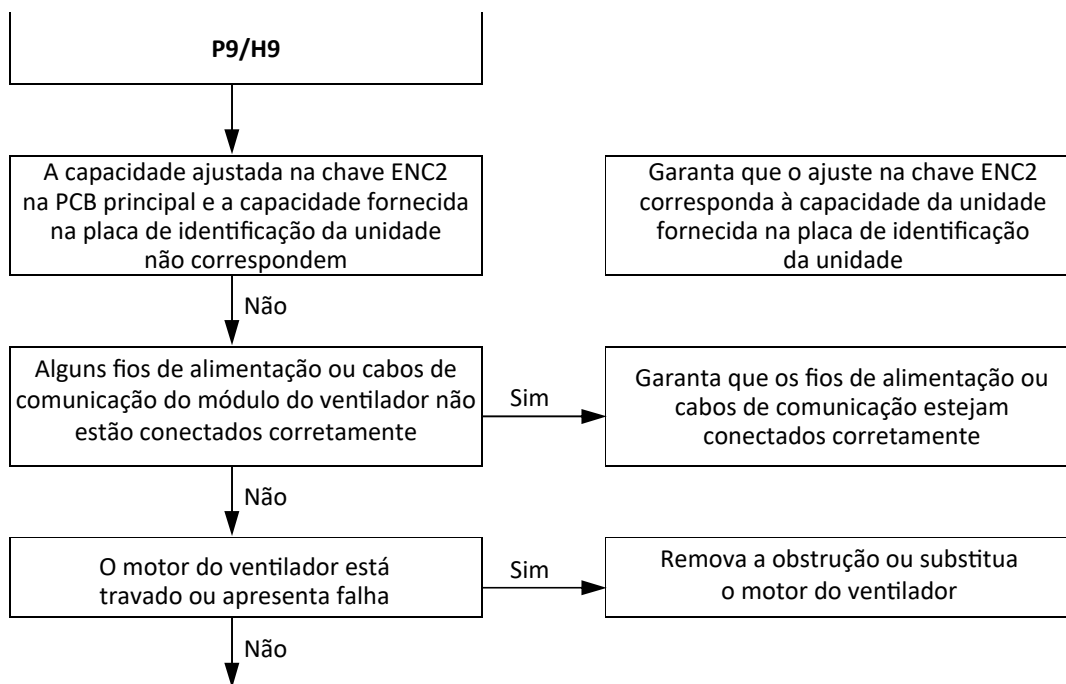 P9/H9
A capacidade ajustada na chave ENC2
na PCB principal e a capacidade fornecida
na placa de identificação da unidade
não correspondem
Garanta que o ajuste na chave ENC2
corresponda à capacidade da unidade
fornecida na placa de identificação
da unidade
Não
Alguns fios de alimentação ou cabos de
comunicação do módulo do ventilador não
estão conectados corretamente
Sim
Garanta que os fios de alimentação ou
cabos de comunicação estejam
conectados corretamente
Não
O motor do ventilador está
travado ou apresenta falha
Sim
Remova a obstrução ou substitua
o motor do ventilador
Não